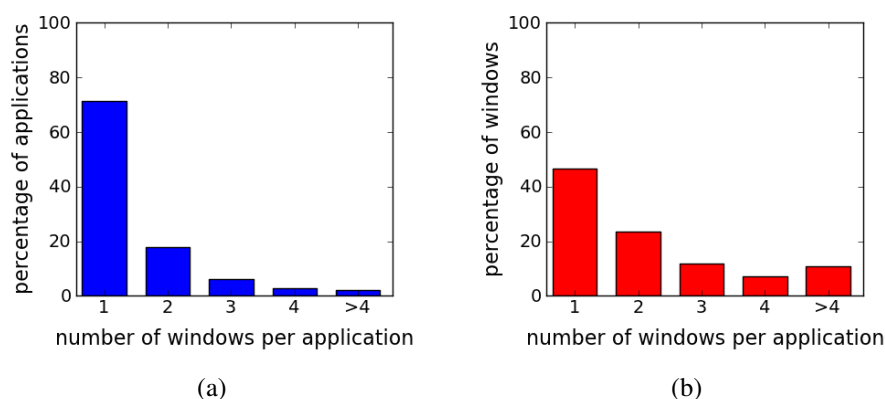 100
80
60
40
20
0
percentage of applications
1 2 3 4 >4
number of windows per application
(a)
100
80
60
40
20
0
percentage of windows
1 2 3 4 >4
number of windows per application
(b)